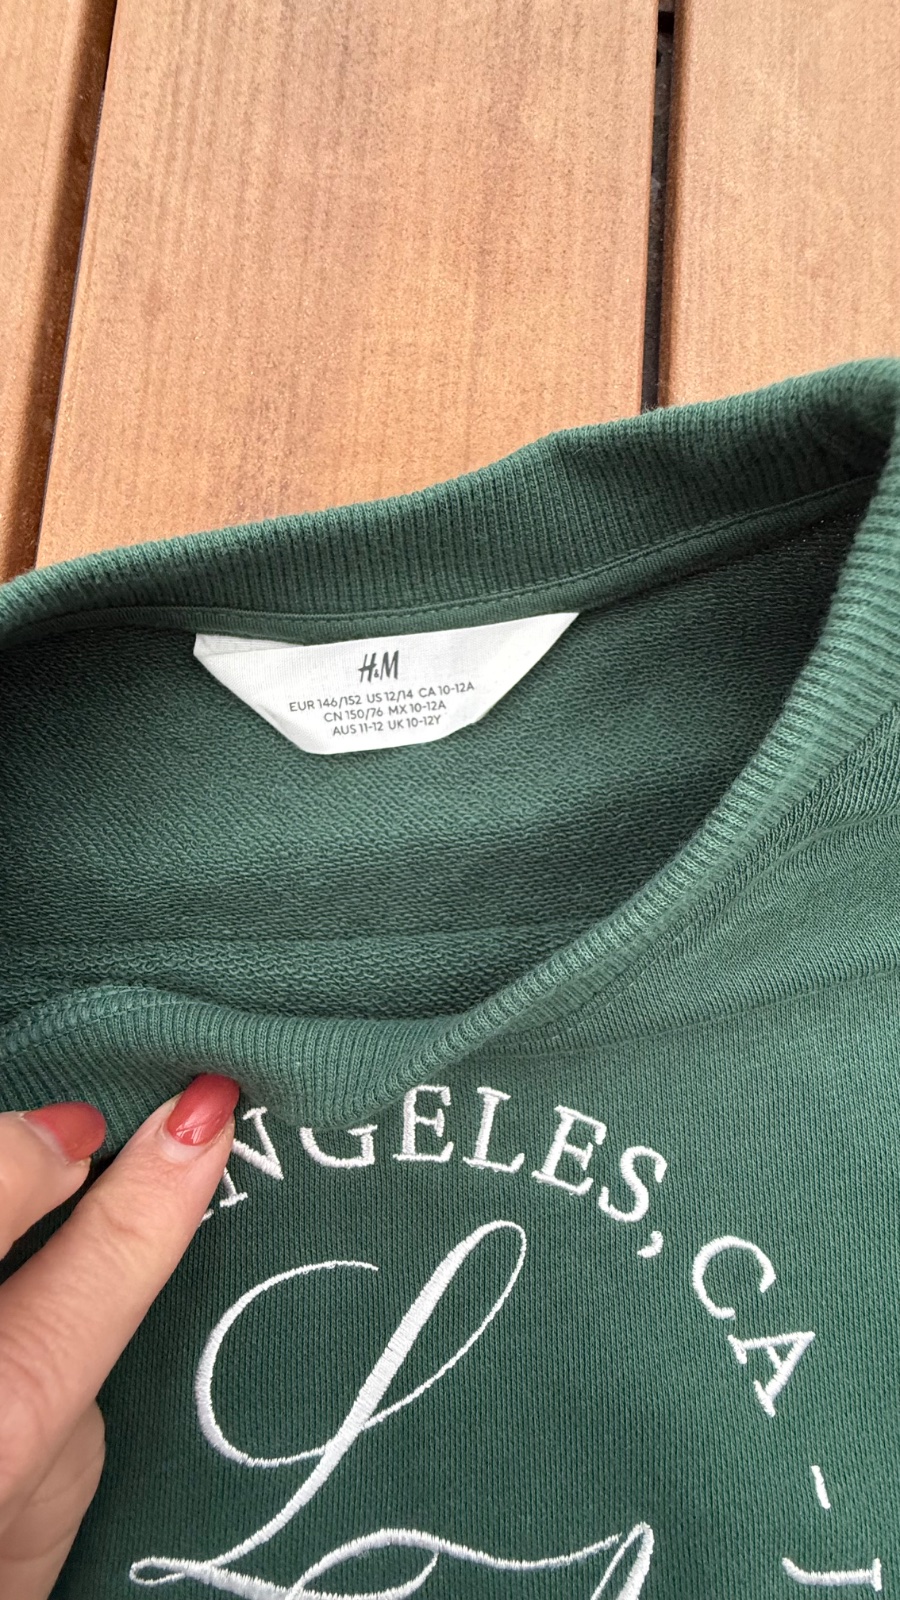 H&M
EUR 146/152 US 12/14 CA 10-12A
CN 150/76 MX 10-12A
AUS 11-12 UK 10-12Y
ANGELES, CA -
L